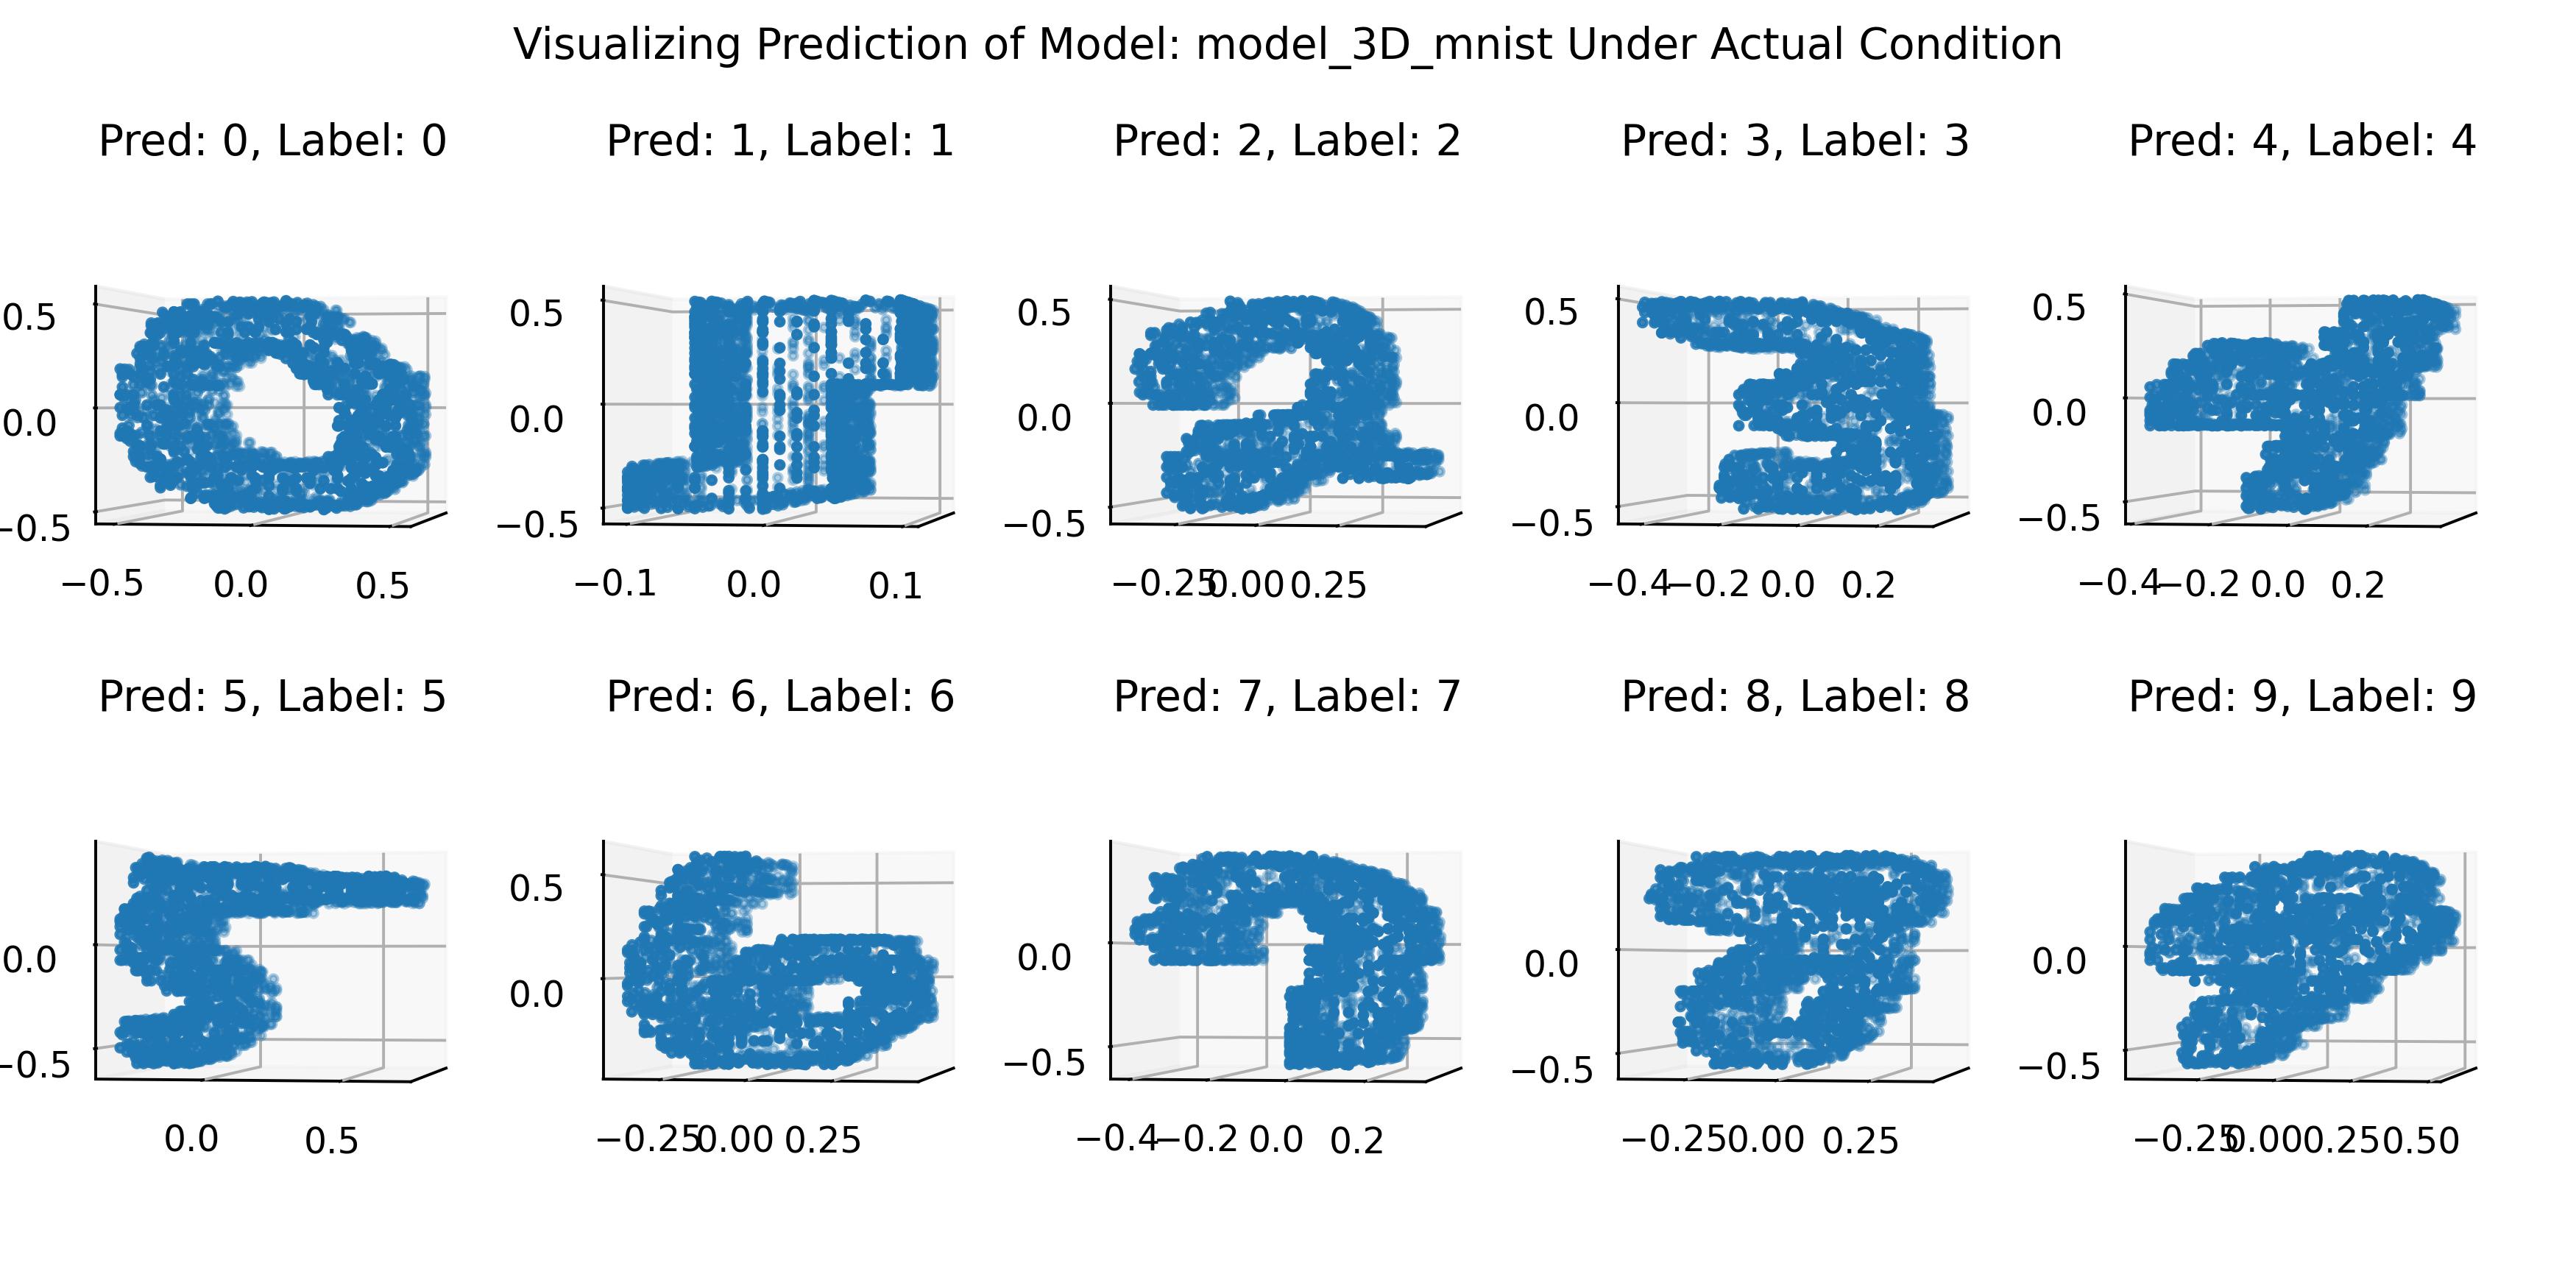 Visualizing Prediction of Model: model_3D_mnist Under Actual Condition
Pred: 0, Label: 0
0.5
0.0
−0.5
−0.5 0.0 0.5
Pred: 1, Label: 1
0.5
0.0
−0.5
−0.1 0.0 0.1
Pred: 2, Label: 2
0.5
0.0
−0.5
−0.25 0.00 0.25
Pred: 3, Label: 3
0.5
0.0
−0.5
−0.4 −0.2 0.0 0.2
Pred: 4, Label: 4
0.5
0.0
−0.5
−0.4 −0.2 0.0 0.2
Pred: 5, Label: 5
0.0
−0.5
0.0 0.5
Pred: 6, Label: 6
0.5
0.0
−0.25 0.00 0.25
Pred: 7, Label: 7
0.0
−0.5
−0.4 −0.2 0.0 0.2
Pred: 8, Label: 8
0.0
−0.5
−0.25 0.00 0.25
Pred: 9, Label: 9
0.0
−0.5
−0.25 0.00 0.25 0.50